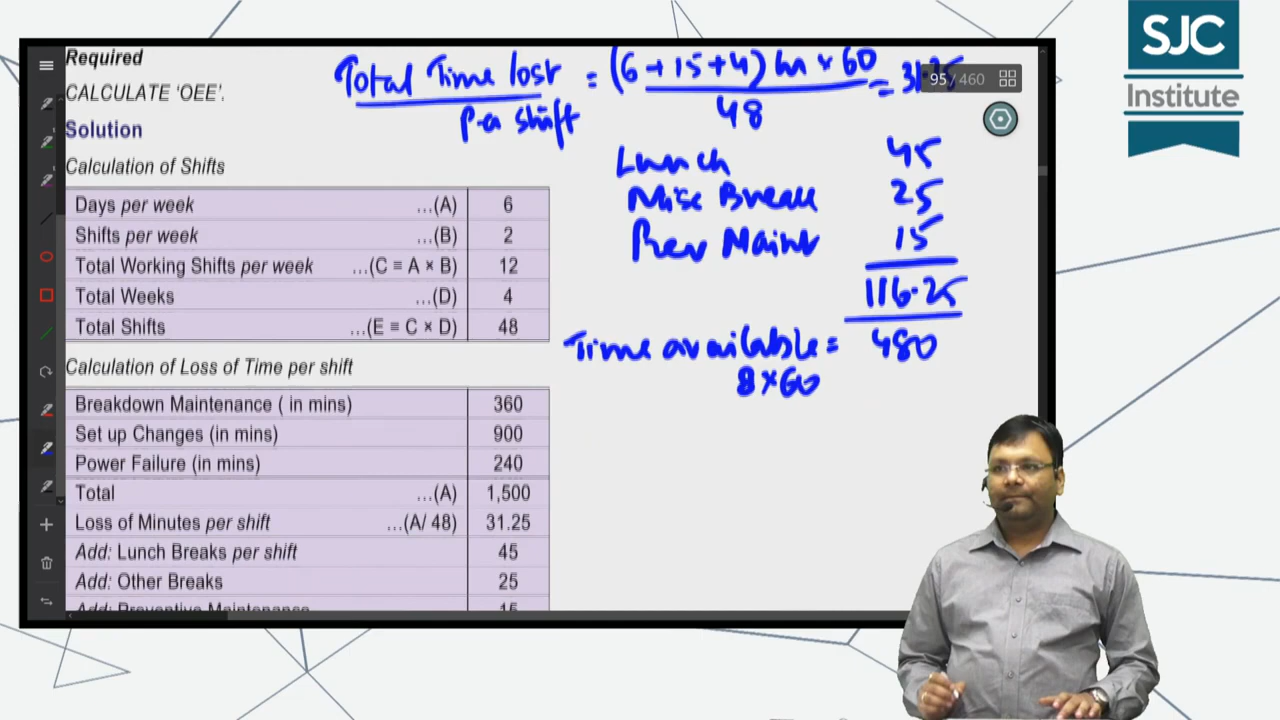 SJC
Institute
95 / 460
Required
CALCULATE 'OEE'.
Solution
Calculation of Shifts
Days per week ...(A) 6
Shifts per week ...(B) 2
Total Working Shifts per week ...(C ≡ A × B) 12
Total Weeks ...(D) 4
Total Shifts ...(E ≡ C × D) 48
Calculation of Loss of Time per shift
Breakdown Maintenance ( in mins) 360
Set up Changes (in mins) 900
Power Failure (in mins) 240
Total ...(A) 1,500
Loss of Minutes per shift ...(A/ 48) 31.25
Add: Lunch Breaks per shift 45
Add: Other Breaks 25
Add: Preventive Maintenance 15
Total Time lost = (6+15+4) hr × 60 =
per shift 48
Lunch 45
Misc Break 25
Prev Maint 15
116.25
Time available = 480
8×60